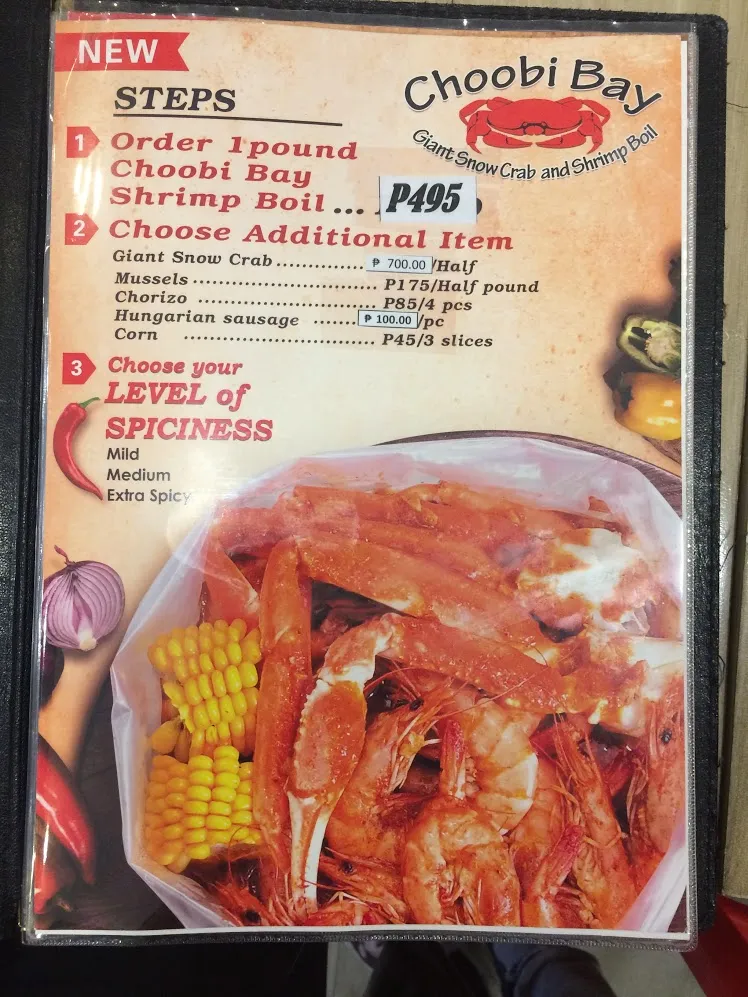 NEW
Choobi Bay
Giant Snow Crab and Shrimp Boil
STEPS
1 Order 1pound
Choobi Bay
Shrimp Boil ... P495
2 Choose Additional Item
Giant Snow Crab .............. ₱ 700.00/Half
Mussels .............................. P175/Half pound
Chorizo ............................. P85/4 pcs
Hungarian sausage ....... ₱ 100.00/pc
Corn .............................. P45/3 slices
3 Choose your
LEVEL of
SPICINESS
Mild
Medium
Extra Spicy